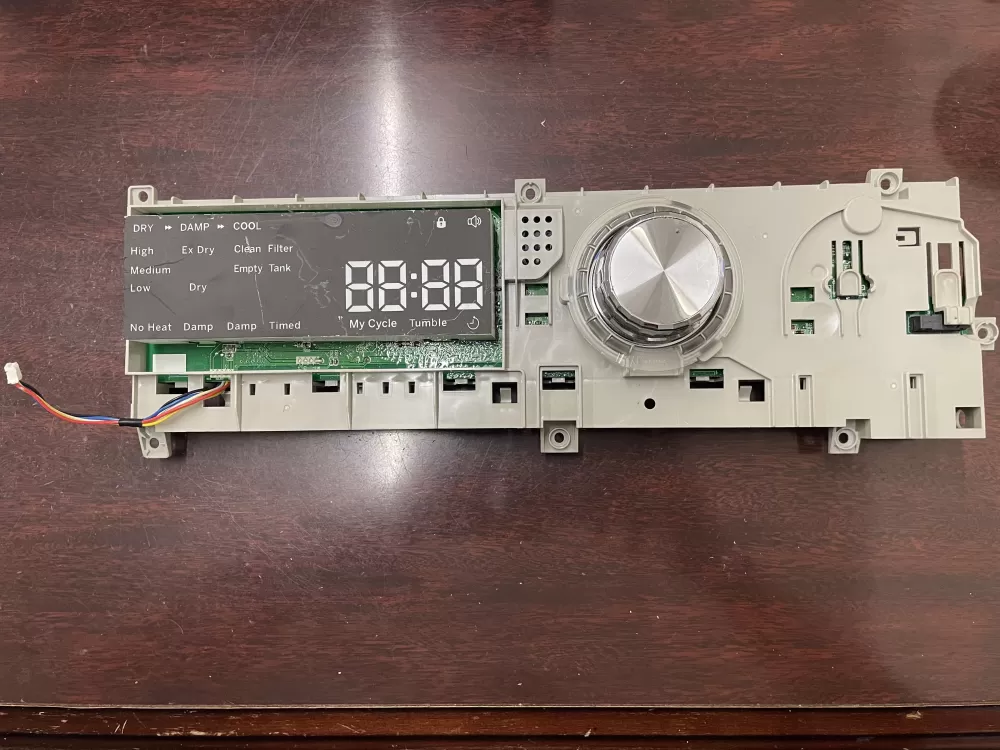 DRY DAMP COOL
High Ex Dry Clean Filter
Medium Empty Tank
Low Dry
88:88
No Heat Damp Damp Timed My Cycle Tumble